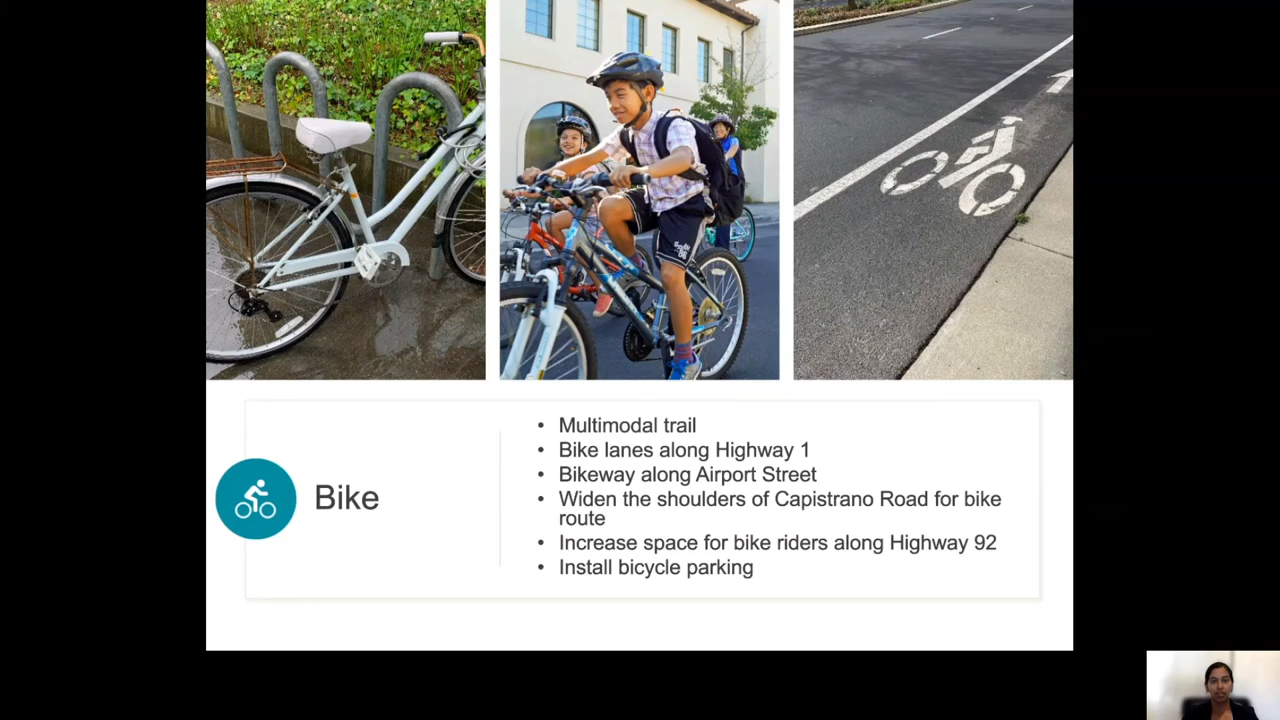 Bike
• Multimodal trail
• Bike lanes along Highway 1
• Bikeway along Airport Street
• Widen the shoulders of Capistrano Road for bike
route
• Increase space for bike riders along Highway 92
• Install bicycle parking